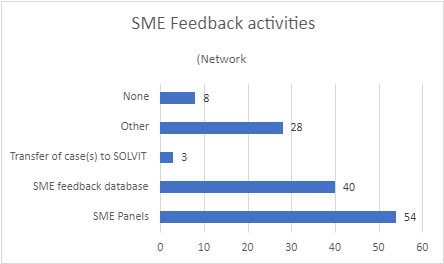 SME Feedback activities
(Network
None 8
Other 28
Transfer of case(s) to SOLVIT 3
SME feedback database 40
SME Panels 54
0 10 20 30 40 50 60